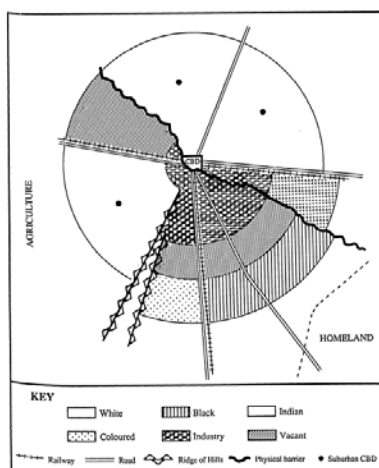 CBD
AGRICULTURE
HOMELAND
KEY
White Black Indian
Coloured Industry Vacant
Railway Road Ridge of Hills Physical barrier Suburban CBD